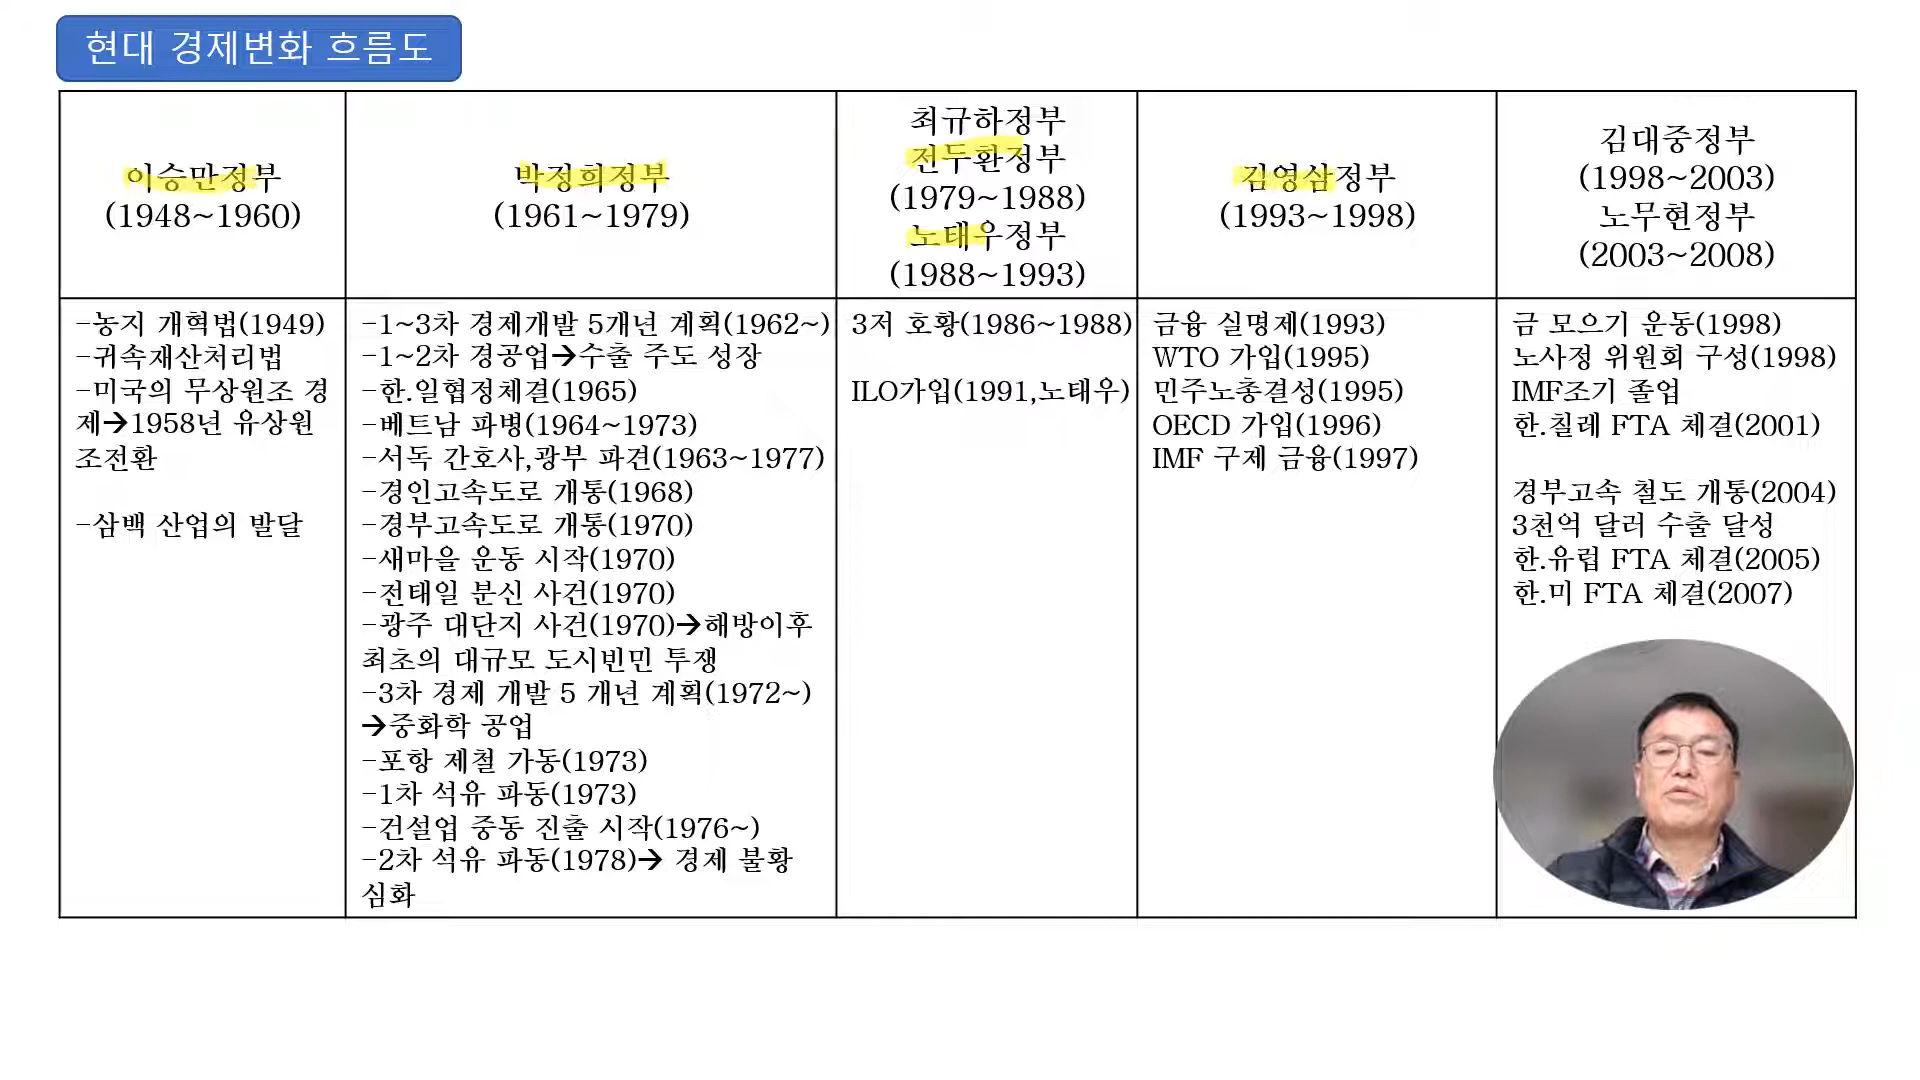 현대 경제변화 흐름도
이승만정부
(1948~1960)
박정희정부
(1961~1979)
최규하정부
전두환정부
(1979~1988)
노태우정부
(1988~1993)
김영삼정부
(1993~1998)
김대중정부
(1998~2003)
노무현정부
(2003~2008)
-농지 개혁법(1949)
-귀속재산처리법
-미국의 무상원조 경
제→1958년 유상원
조전환
-삼백 산업의 발달
-1~3차 경제개발 5개년 계획(1962~)
-1~2차 경공업→수출 주도 성장
-한.일협정체결(1965)
-베트남 파병(1964~1973)
-서독 간호사,광부 파견(1963~1977)
-경인고속도로 개통(1968)
-경부고속도로 개통(1970)
-새마을 운동 시작(1970)
-전태일 분신 사건(1970)
-광주 대단지 사건(1970)→해방이후
최초의 대규모 도시빈민 투쟁
-3차 경제 개발 5 개년 계획(1972~)
→중화학 공업
-포항 제철 가동(1973)
-1차 석유 파동(1973)
-건설업 중동 진출 시작(1976~)
-2차 석유 파동(1978)→ 경제 불황
심화
3저 호황(1986~1988)
ILO가입(1991,노태우)
금융 실명제(1993)
WTO 가입(1995)
민주노총결성(1995)
OECD 가입(1996)
IMF 구제 금융(1997)
금 모으기 운동(1998)
노사정 위원회 구성(1998)
IMF조기 졸업
한.칠레 FTA 체결(2001)
경부고속 철도 개통(2004)
3천억 달러 수출 달성
한.유럽 FTA 체결(2005)
한.미 FTA 체결(2007)